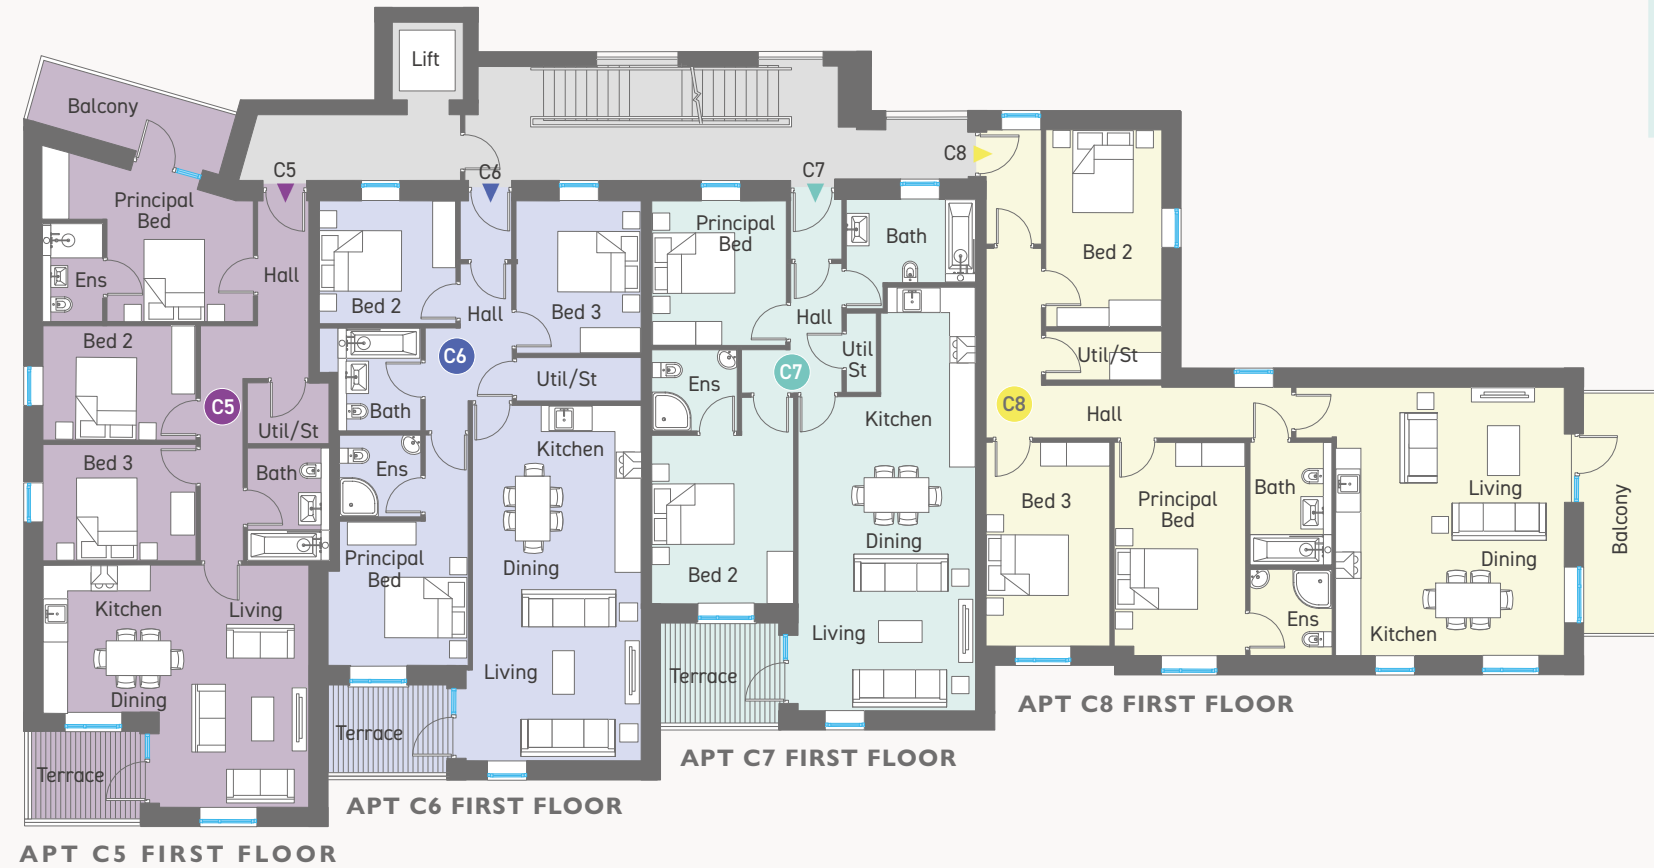 Lift
Balcony
C5
C6
C7
C8
Principal
Bed
Ens
Hall
Bed 2
Bed 3
C5
Util/St
Bath
Kitchen
Living
Dining
Terrace
APT C5 FIRST FLOOR
Bed 2
Hall
Bed 3
C6
Util/St
Bath
Ens
Kitchen
Principal
Bed
Dining
Living
Terrace
APT C6 FIRST FLOOR
Principal
Bed
Bath
Hall
Util
St
C7
Ens
Kitchen
Dining
Bed 2
Living
Terrace
APT C7 FIRST FLOOR
Bed 2
Util/St
C8
Hall
Bed 3
Principal
Bed
Bath
Living
Dining
Balcony
Ens
Kitchen
APT C8 FIRST FLOOR